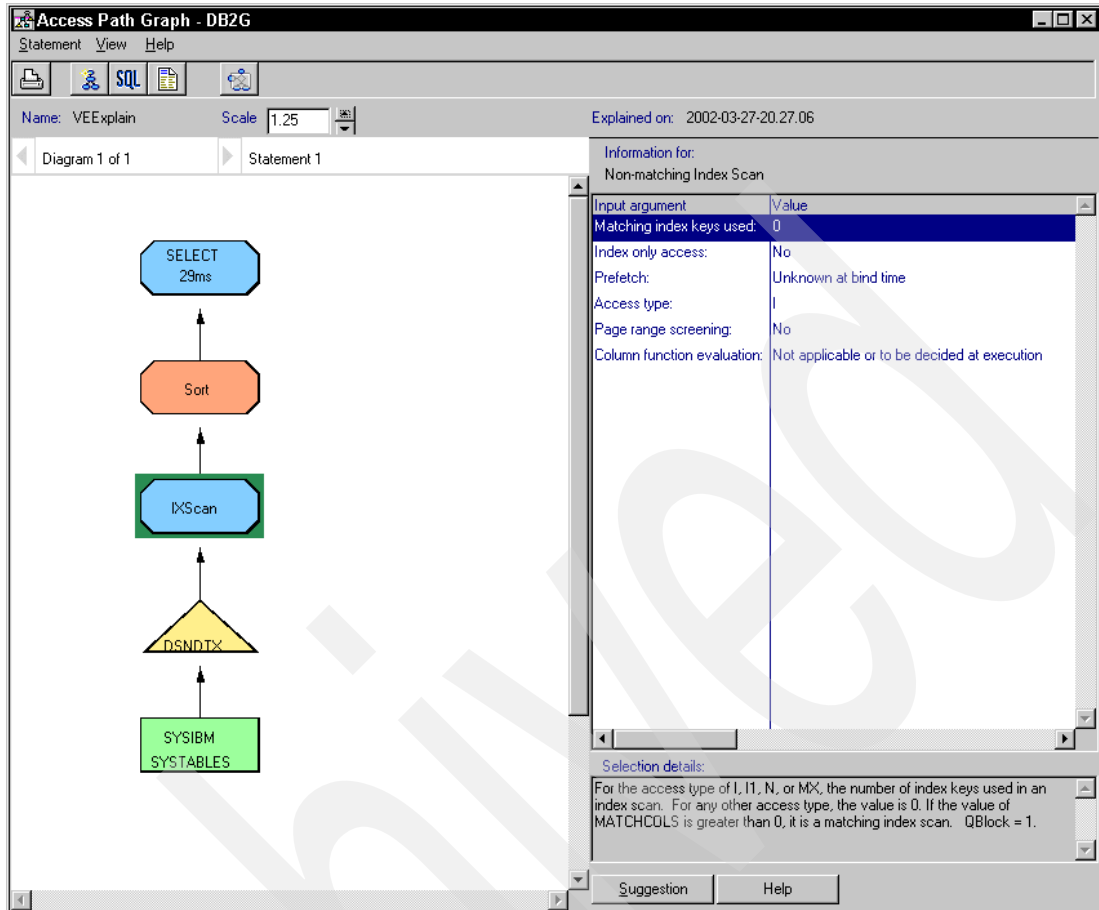 Access Path Graph - DB2G
Statement View Help
SQL
Name: VEExplain Scale 1.25 Explained on: 2002-03-27-20.27.06
Diagram 1 of 1 Statement 1
Information for:
Non-matching Index Scan
Input argument Value
Matching index keys used: 0
Index only access: No
Prefetch: Unknown at bind time
Access type: I
Page range screening: No
Column function evaluation: Not applicable or to be decided at execution
SELECT
29ms
Sort
IXScan
DSNDTX
SYSIBM
SYSTABLES
Selection details:
For the access type of I, I1, N, or MX, the number of index keys used in an
index scan. For any other access type, the value is 0. If the value of
MATCHCOLS is greater than 0, it is a matching index scan. QBlock = 1.
Suggestion Help